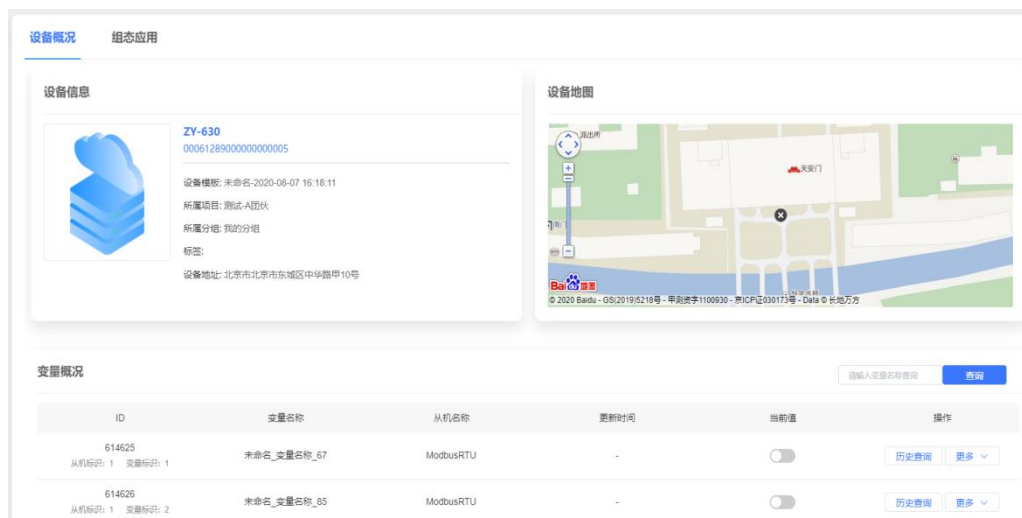 设备概况 组态应用
设备信息
ZY-630
00061289000000000005
设备模板: 未命名-2020-08-07 16:18:11
所属项目: 测试-A团伙
所属分组: 我的分组
标签:
设备地址: 北京市北京市东城区中华路甲10号
设备地图
派出所
天安门
Bai 地图
© 2020 Baidu - GS(2019)5218号 - 甲测资字1100930 - 京ICP证030173号 - Data © 长地万方
变量概况
请输入变量名称查询 查询
ID 变量名称 从机名称 更新时间 当前值 操作
614625
从机标识: 1 变量标识: 1
未命名_变量名称_67 ModbusRTU - 历史查询 更多
614626
从机标识: 1 变量标识: 2
未命名_变量名称_85 ModbusRTU - 历史查询 更多